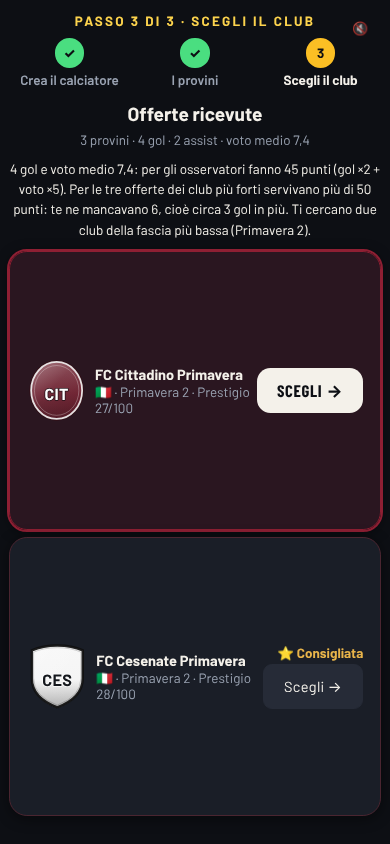 PASSO 3 DI 3 · SCEGLI IL CLUB
3
Crea il calciatore
I provini
Scegli il club
Offerte ricevute
3 provini · 4 gol · 2 assist · voto medio 7,4
4 gol e voto medio 7,4: per gli osservatori fanno 45 punti (gol ×2 +
voto ×5). Per le tre offerte dei club più forti servivano più di 50
punti: te ne mancavano 6, cioè circa 3 gol in più. Ti cercano due
club della fascia più bassa (Primavera 2).
CIT
FC Cittadino Primavera
🇮🇹 · Primavera 2 · Prestigio
27/100
SCEGLI →
CES
FC Cesenate Primavera
🇮🇹 · Primavera 2 · Prestigio
28/100
⭐ Consigliata
Scegli →